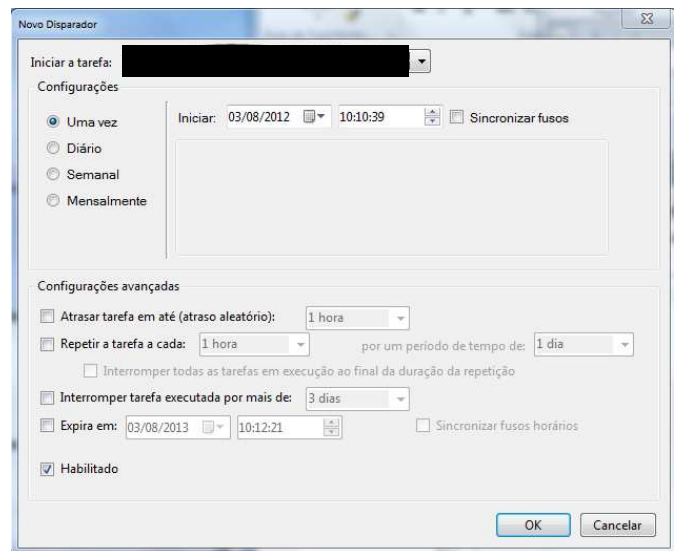 Novo Disparador
Iniciar a tarefa:
Configurações
Uma vez
Iniciar: 03/08/2012 10:10:39 Sincronizar fusos
Diário
Semanal
Mensalmente
Configurações avançadas
Atrasar tarefa em até (atraso aleatório): 1 hora
Repetir a tarefa a cada: 1 hora por um período de tempo de: 1 dia
Interromper todas as tarefas em execução ao final da duração da repetição
Interromper tarefa executada por mais de: 3 dias
Expira em: 03/08/2013 10:12:21 Sincronizar fusos horários
Habilitado
OK Cancelar